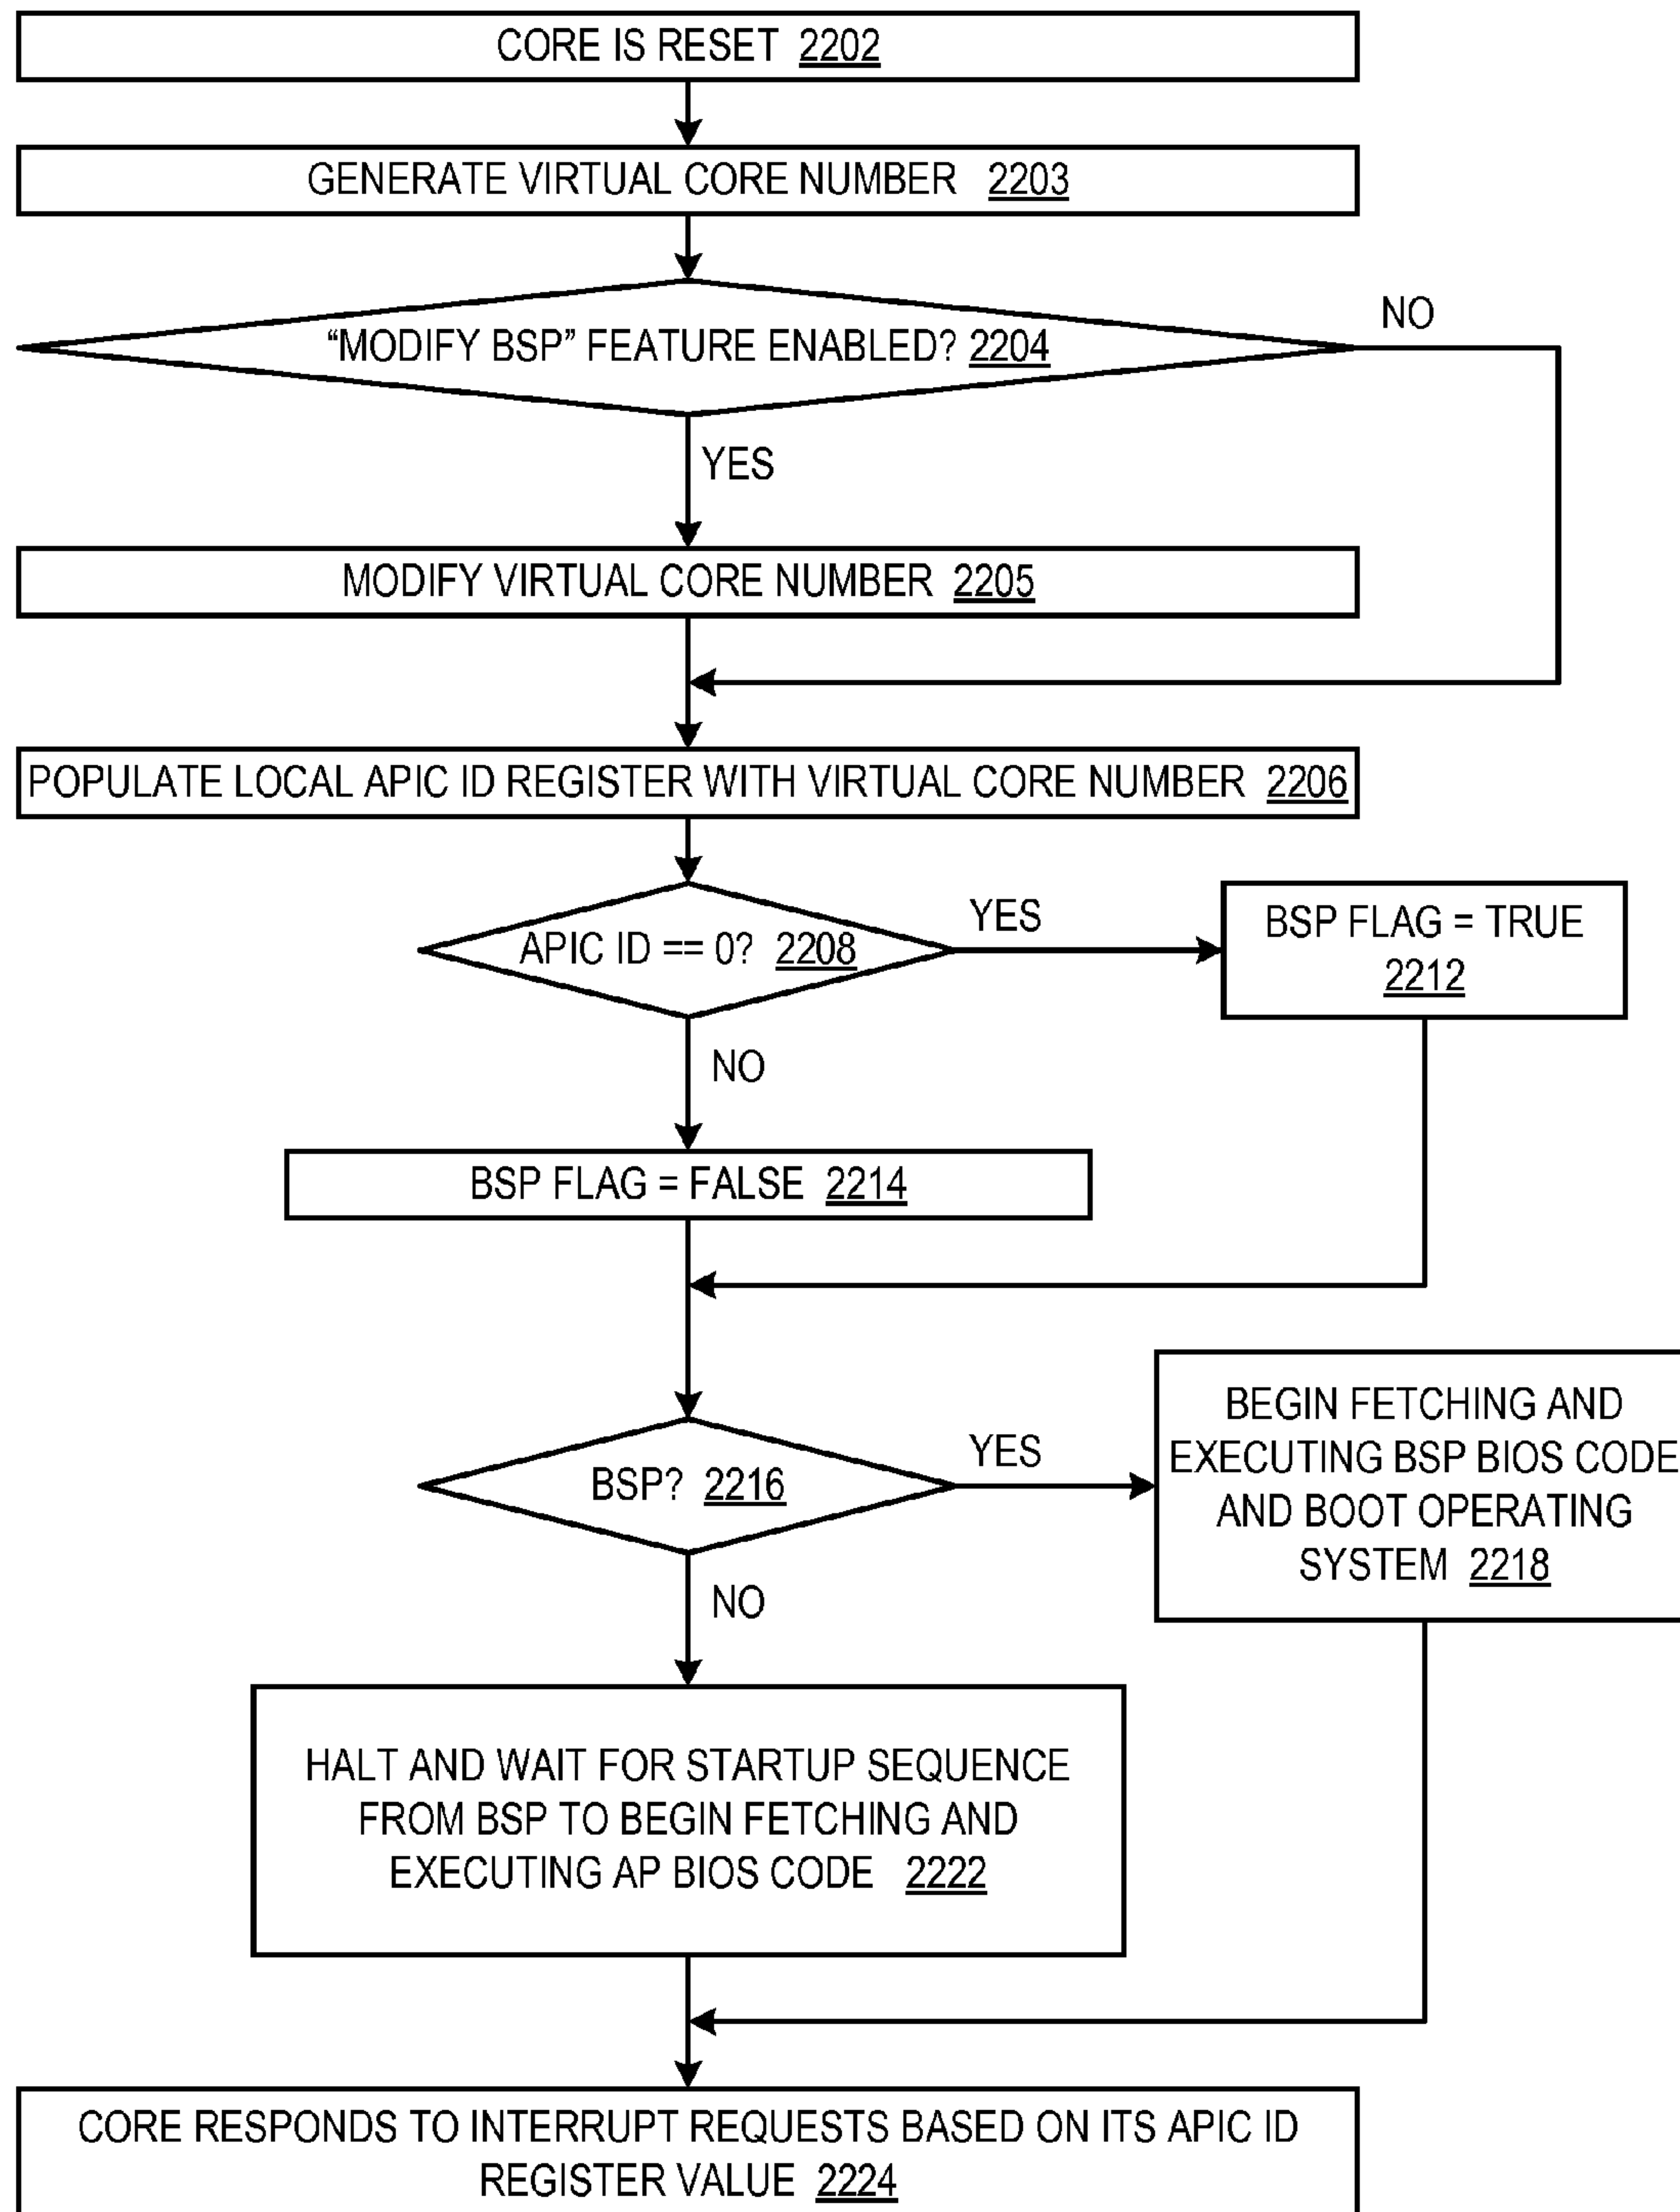 CORE IS RESET 2202
GENERATE VIRTUAL CORE NUMBER 2203
“MODIFY BSP” FEATURE ENABLED? 2204
NO
YES
MODIFY VIRTUAL CORE NUMBER 2205
POPULATE LOCAL APIC ID REGISTER WITH VIRTUAL CORE NUMBER 2206
APIC ID == 0? 2208
YES
BSP FLAG = TRUE
2212
NO
BSP FLAG = FALSE 2214
BSP? 2216
YES
BEGIN FETCHING AND
EXECUTING BSP BIOS CODE
AND BOOT OPERATING
SYSTEM 2218
NO
HALT AND WAIT FOR STARTUP SEQUENCE
FROM BSP TO BEGIN FETCHING AND
EXECUTING AP BIOS CODE 2222
CORE RESPONDS TO INTERRUPT REQUESTS BASED ON ITS APIC ID
REGISTER VALUE 2224